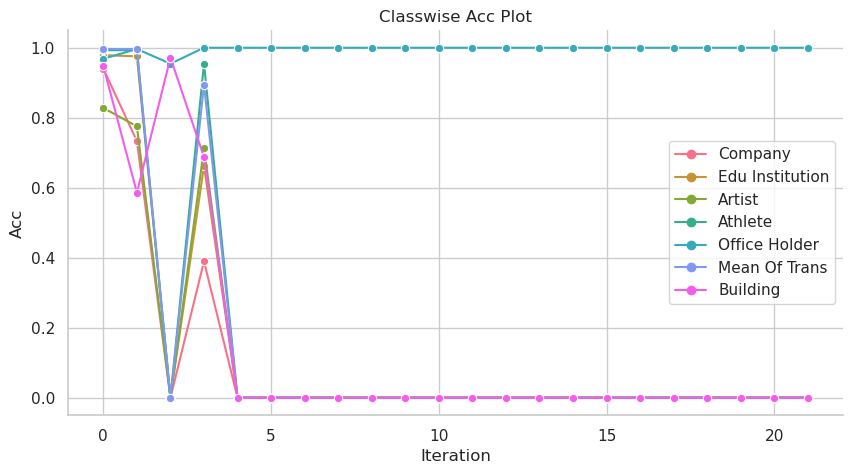 Classwise Acc Plot
1.0
0.8
0.6
0.4
0.2
0.0
Acc
0
5
10
15
20
Iteration
Company
Edu Institution
Artist
Athlete
Office Holder
Mean Of Trans
Building